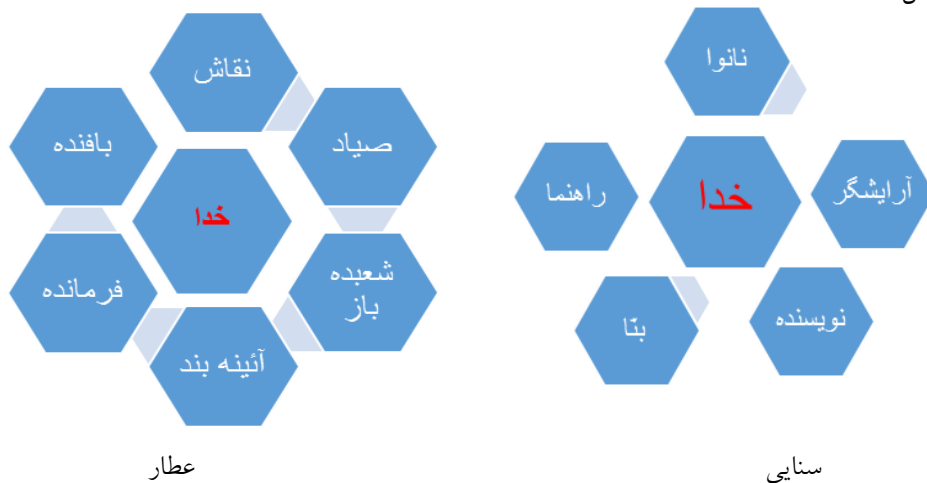 نانوا
آرایشگر
خدا
راهنما
نویسنده
بنّا
سنایی
نقاش
صیاد
بافنده
خدا
شعبده
باز
فرمانده
آئینه بند
عطار